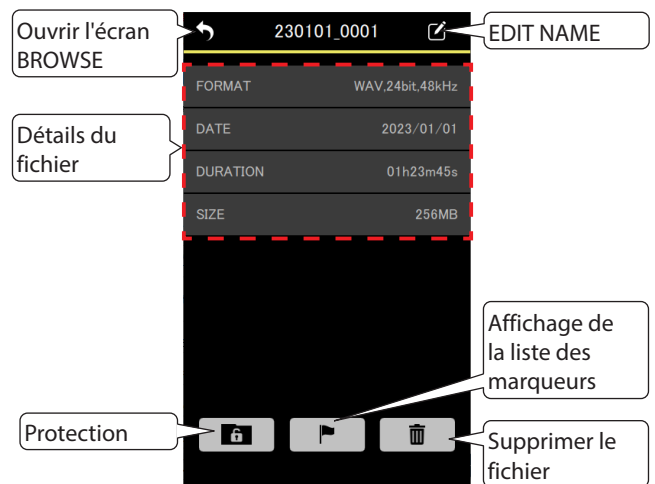 Ouvrir l'écran
BROWSE
230101_0001
EDIT NAME
Détails du
fichier
FORMAT WAV,24bit,48kHz
DATE 2023/01/01
DURATION 01h23m45s
SIZE 256MB
Affichage de
la liste des
marqueurs
Protection
Supprimer le
fichier